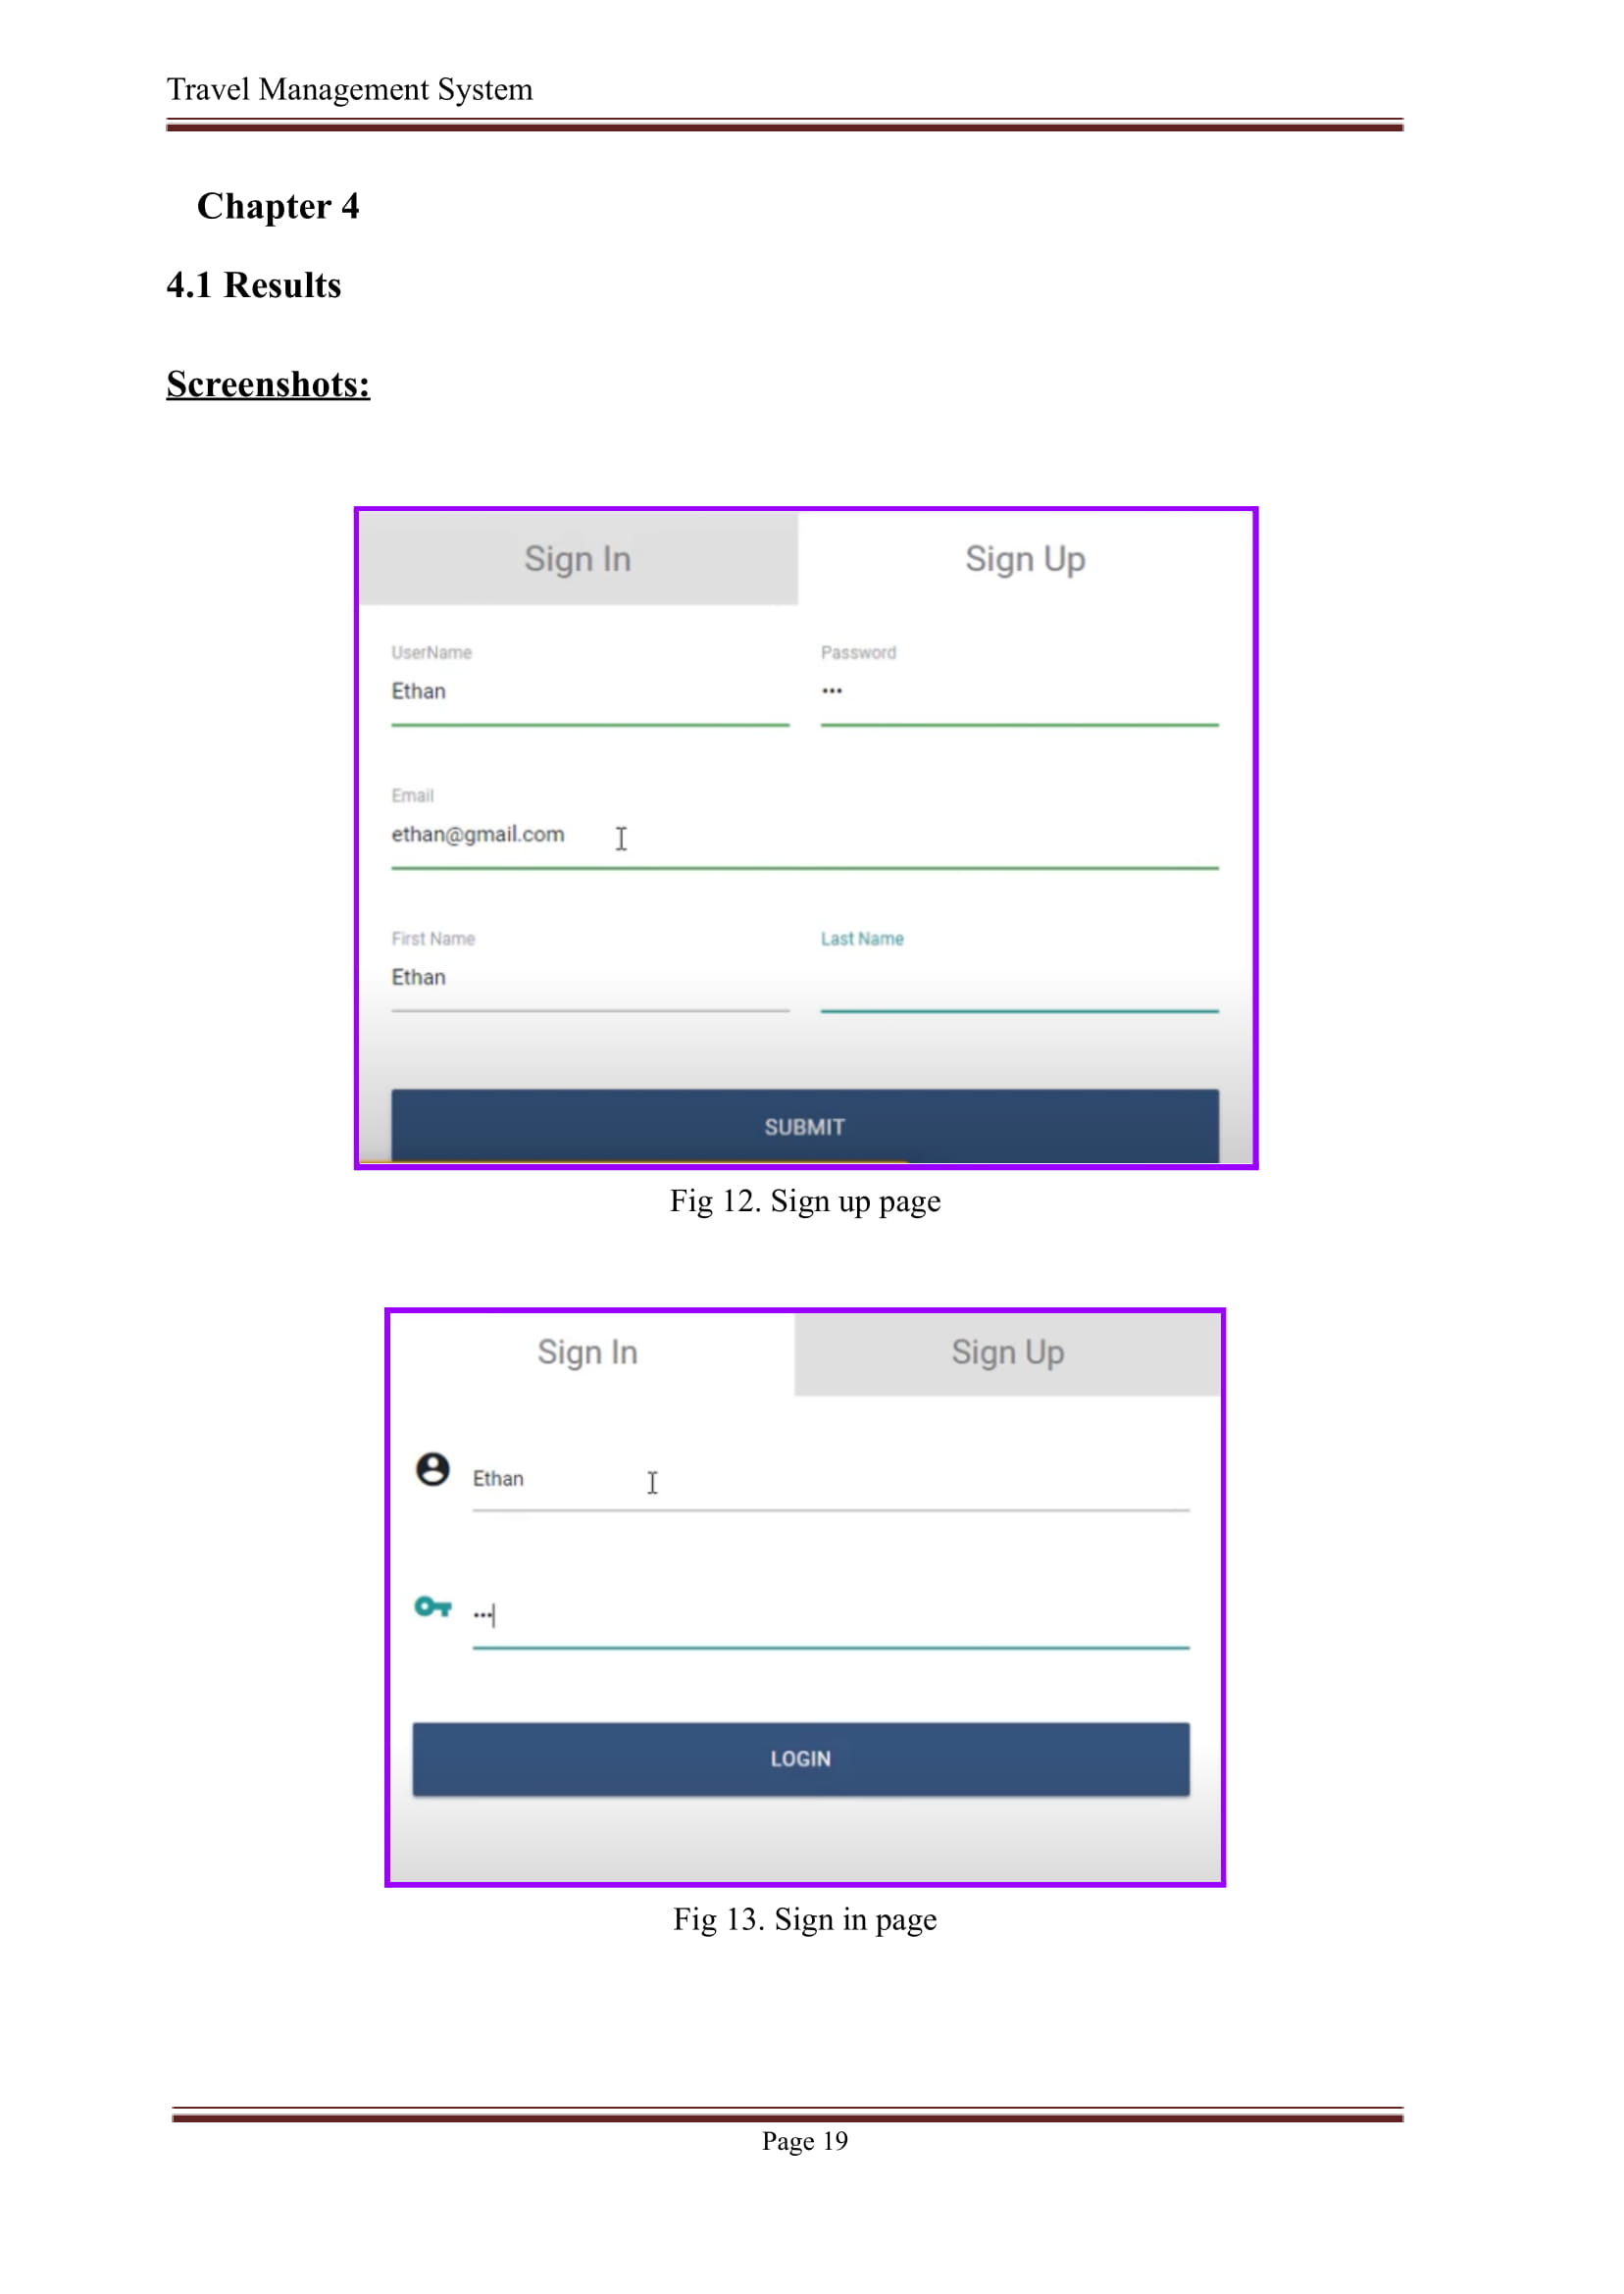 Travel Management System
Chapter 4
4.1 Results
Screenshots:
Sign In Sign Up
UserName Password
Ethan •••
Email
ethan@gmail.com
First Name Last Name
Ethan
SUBMIT
Fig 12. Sign up page
Sign In Sign Up
Ethan
•••
LOGIN
Fig 13. Sign in page
Page 19